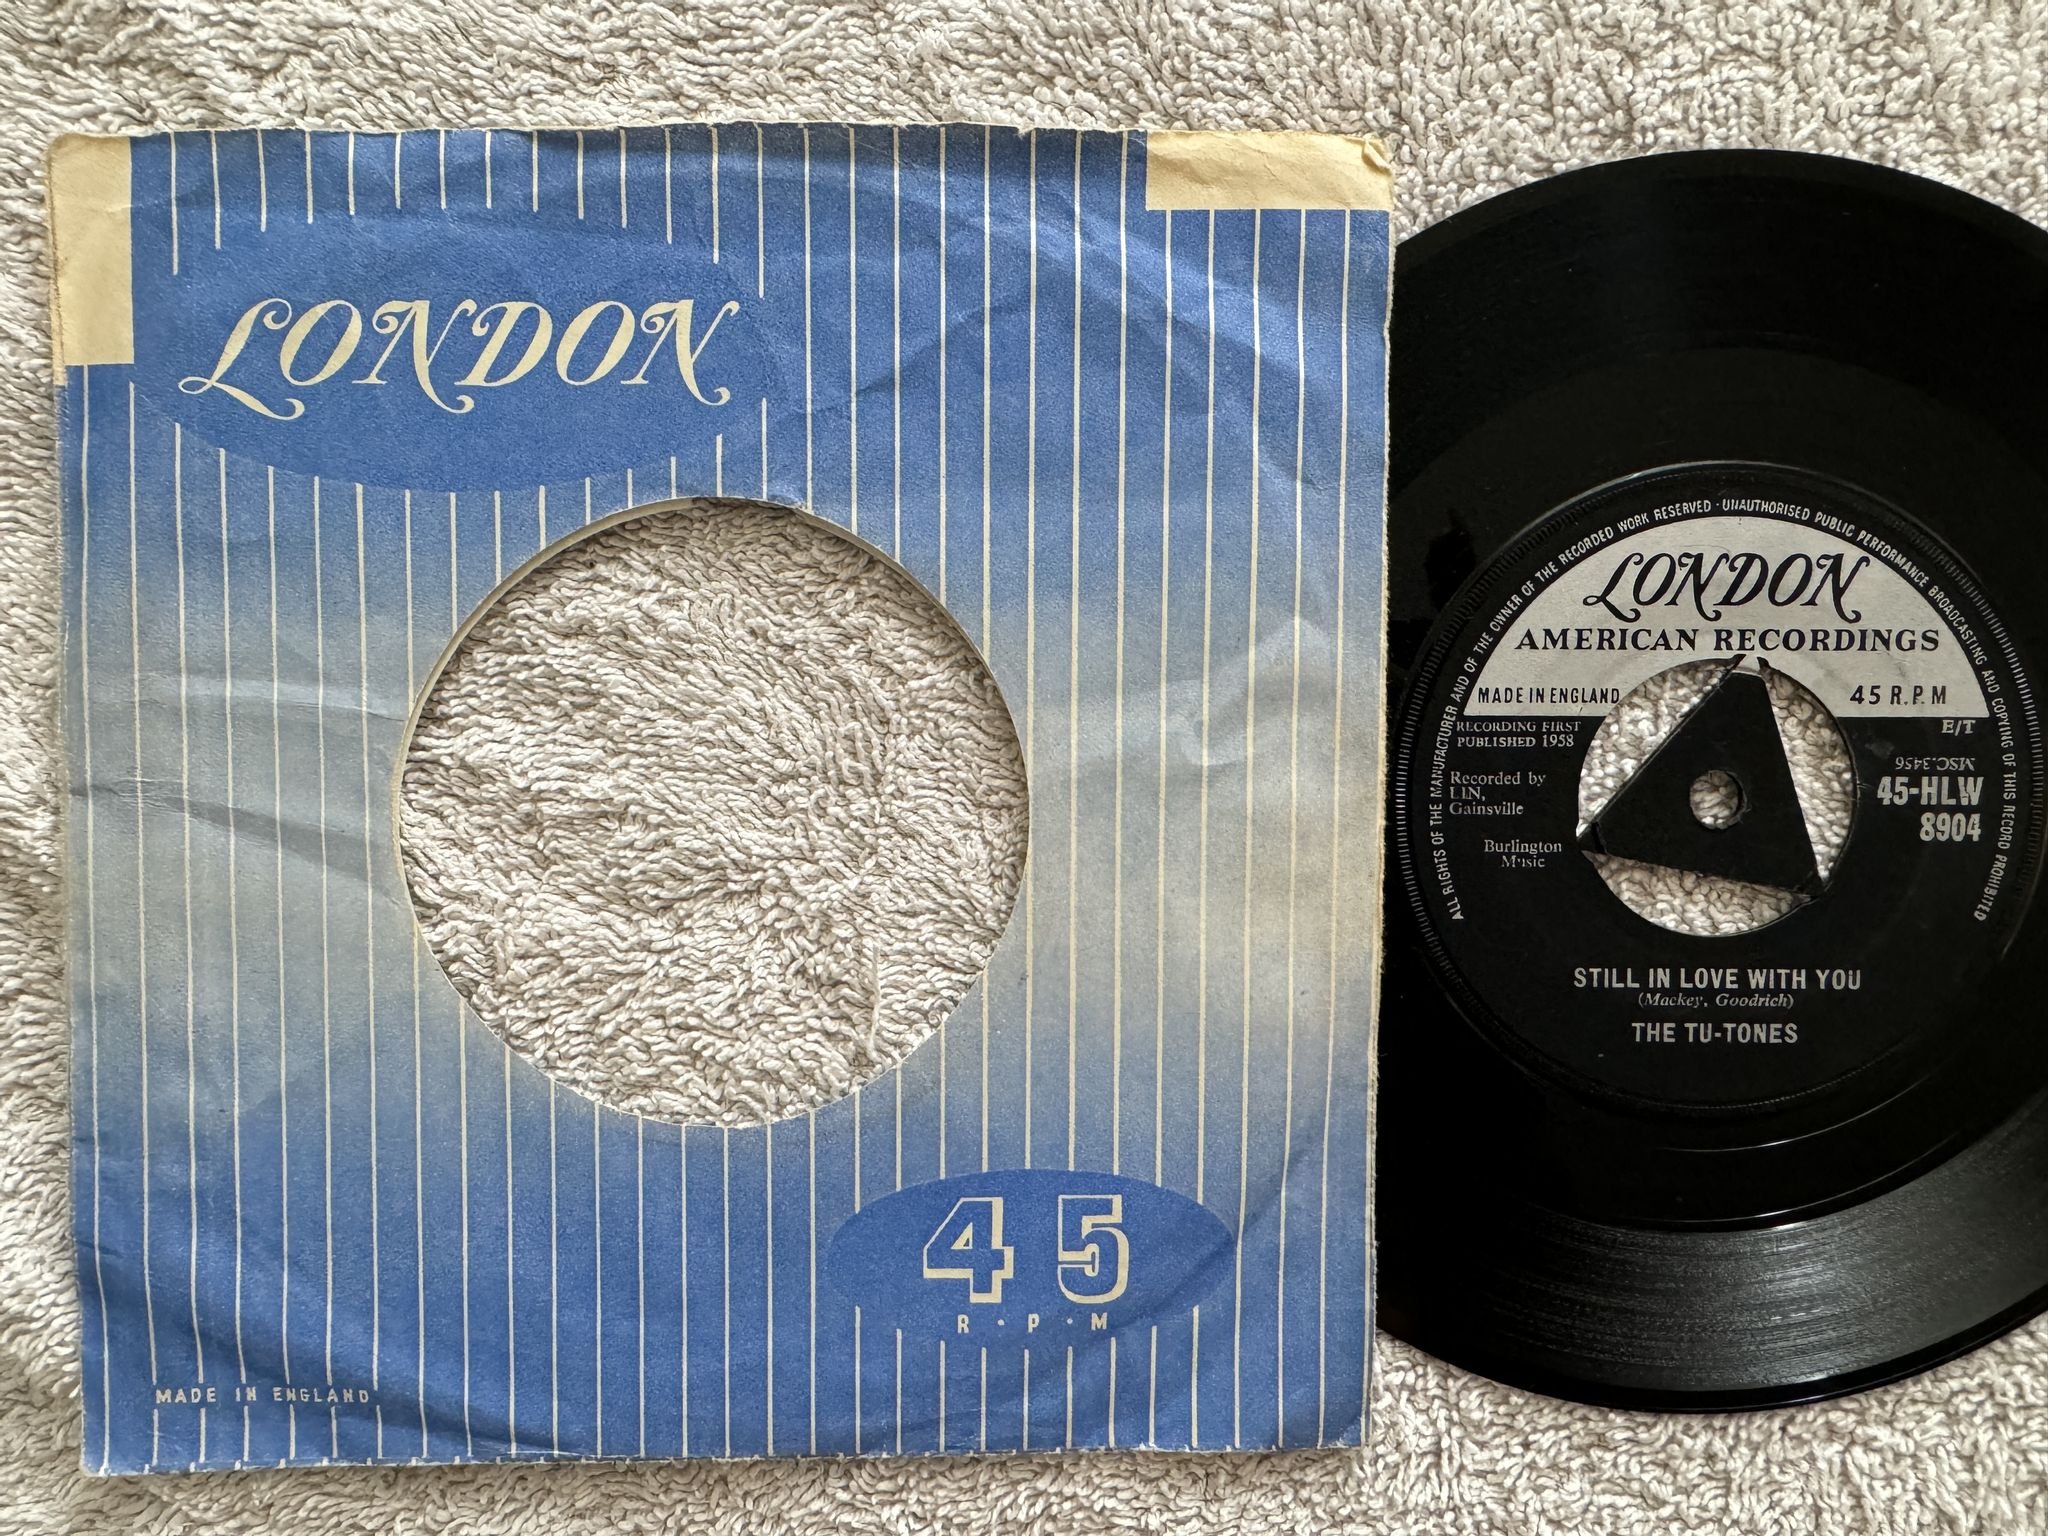 LONDON
45
R·P·M
MADE IN ENGLAND
ALL RIGHTS OF THE MANUFACTURER AND OF THE OWNER OF THE RECORDED WORK RESERVED · UNAUTHORISED PUBLIC PERFORMANCE BROADCASTING AND COPYING OF THIS RECORD PROHIBITED
LONDON
AMERICAN RECORDINGS
MADE IN ENGLAND
45 R.P.M
RECORDING FIRST
PUBLISHED 1958
E/T
MSC.3456
Recorded by
LIN,
Gainsville
45-HLW
8904
Burlington
Music
STILL IN LOVE WITH YOU
(Mackey, Goodrich)
THE TU-TONES